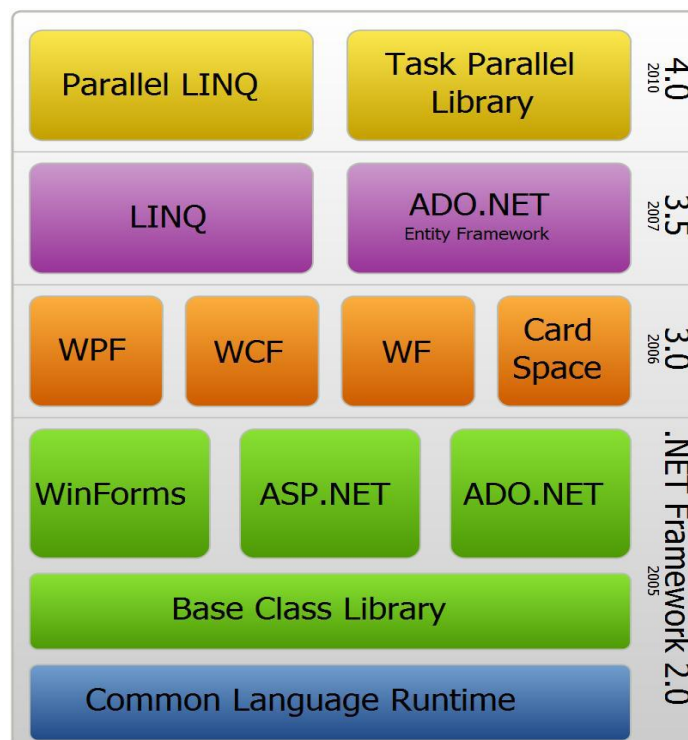 Parallel LINQ
Task Parallel
Library
4.0
2010
LINQ
ADO.NET
Entity Framework
3.5
2007
WPF
WCF
WF
Card
Space
3.0
2006
WinForms
ASP.NET
ADO.NET
Base Class Library
Common Language Runtime
.NET Framework 2.0
2005